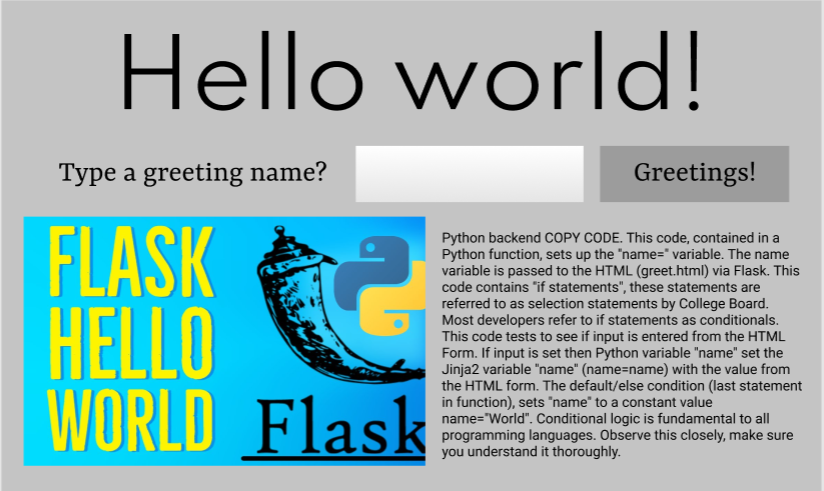 Hello world!
Type a greeting name?
Greetings!
FLASK
HELLO
WORLD
Flask
Python backend COPY CODE. This code, contained in a
Python function, sets up the "name=" variable. The name
variable is passed to the HTML (greet.html) via Flask. This
code contains "if statements", these statements are
referred to as selection statements by College Board.
Most developers refer to if statements as conditionals.
This code tests to see if input is entered from the HTML
Form. If input is set then Python variable "name" set the
Jinja2 variable "name" (name=name) with the value from
the HTML form. The default/else condition (last statement
in function), sets "name" to a constant value
name="World". Conditional logic is fundamental to all
programming languages. Observe this closely, make sure
you understand it thoroughly.